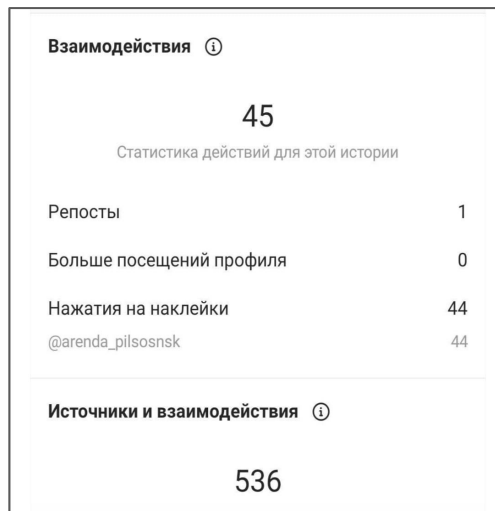 Взаимодействия
45
Статистика действий для этой истории
Репосты 1
Больше посещений профиля 0
Нажатия на наклейки 44
@arenda_pilsosnsk 44
Источники и взаимодействия
536